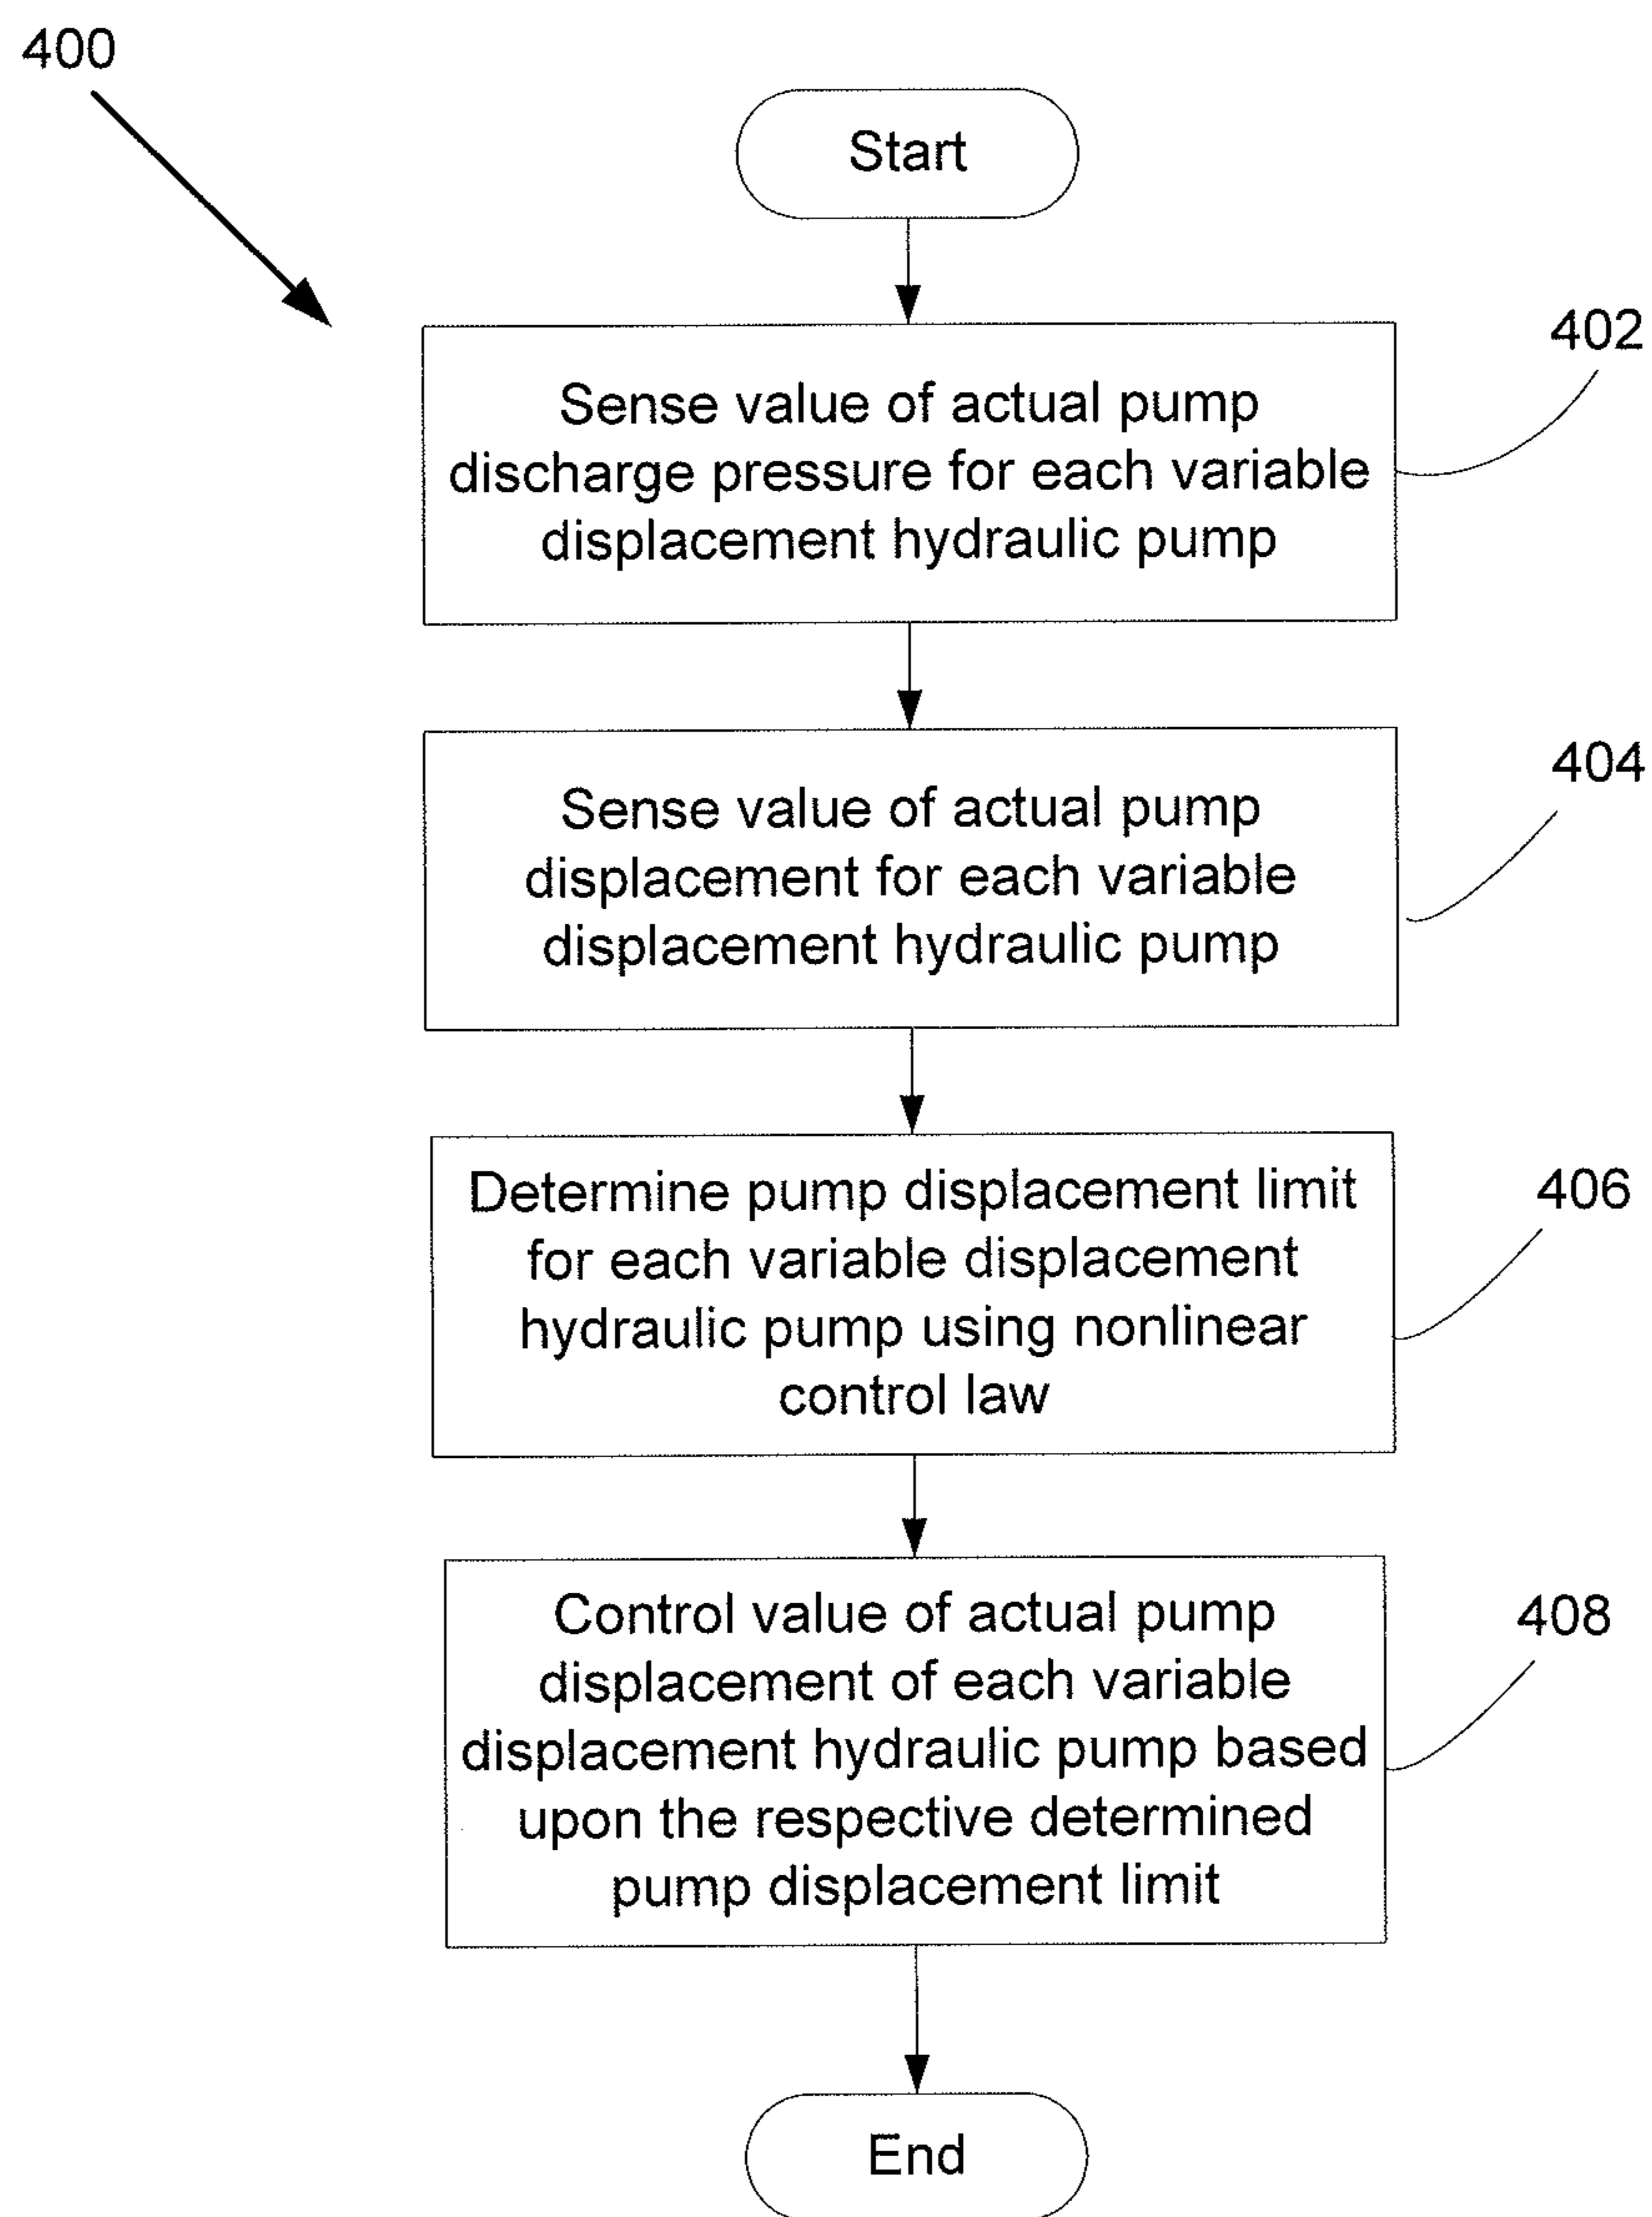 400
Start
402
Sense value of actual pump
discharge pressure for each variable
displacement hydraulic pump
404
Sense value of actual pump
displacement for each variable
displacement hydraulic pump
406
Determine pump displacement limit
for each variable displacement
hydraulic pump using nonlinear
control law
408
Control value of actual pump
displacement of each variable
displacement hydraulic pump based
upon the respective determined
pump displacement limit
End